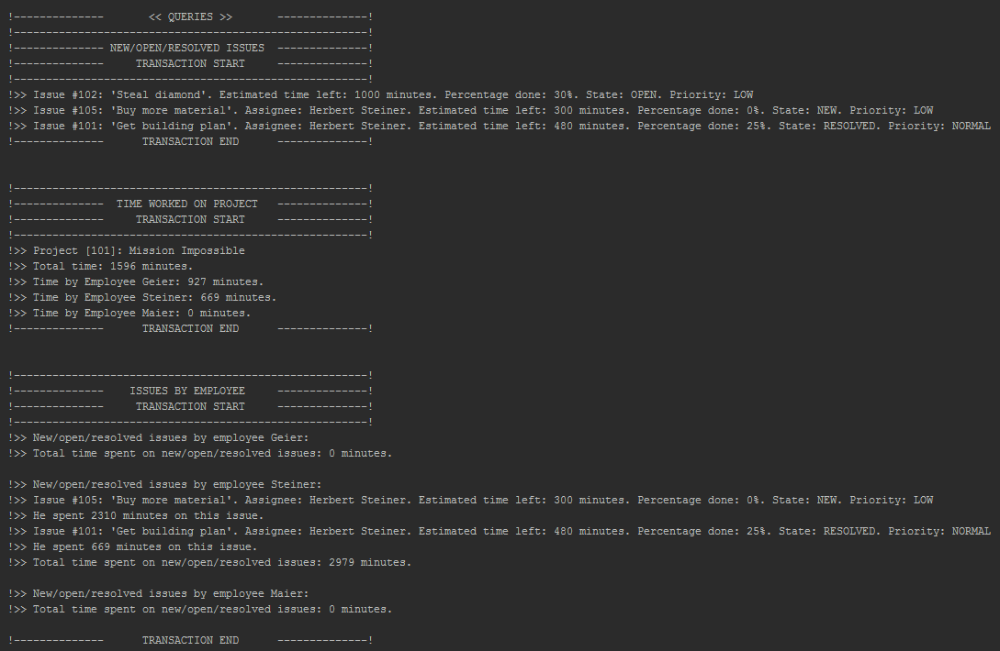 !--------------       << QUERIES >>       --------------!
!-------------------------------------------------------!
!-------------- NEW/OPEN/RESOLVED ISSUES  --------------!
!--------------     TRANSACTION START     --------------!
!-------------------------------------------------------!
!>> Issue #102: 'Steal diamond'. Estimated time left: 1000 minutes. Percentage done: 30%. State: OPEN. Priority: LOW
!>> Issue #105: 'Buy more material'. Assignee: Herbert Steiner. Estimated time left: 300 minutes. Percentage done: 0%. State: NEW. Priority: LOW
!>> Issue #101: 'Get building plan'. Assignee: Herbert Steiner. Estimated time left: 480 minutes. Percentage done: 25%. State: RESOLVED. Priority: NORMAL
!--------------      TRANSACTION END      --------------!
!-------------------------------------------------------!
!--------------  TIME WORKED ON PROJECT   --------------!
!--------------     TRANSACTION START     --------------!
!-------------------------------------------------------!
!>> Project [101]: Mission Impossible
!>> Total time: 1596 minutes.
!>> Time by Employee Geier: 927 minutes.
!>> Time by Employee Steiner: 669 minutes.
!>> Time by Employee Maier: 0 minutes.
!--------------      TRANSACTION END      --------------!
!-------------------------------------------------------!
!--------------    ISSUES BY EMPLOYEE     --------------!
!--------------     TRANSACTION START     --------------!
!-------------------------------------------------------!
!>> New/open/resolved issues by employee Geier:
!>> Total time spent on new/open/resolved issues: 0 minutes.
!>> New/open/resolved issues by employee Steiner:
!>> Issue #105: 'Buy more material'. Assignee: Herbert Steiner. Estimated time left: 300 minutes. Percentage done: 0%. State: NEW. Priority: LOW
!>> He spent 2310 minutes on this issue.
!>> Issue #101: 'Get building plan'. Assignee: Herbert Steiner. Estimated time left: 480 minutes. Percentage done: 25%. State: RESOLVED. Priority: NORMAL
!>> He spent 669 minutes on this issue.
!>> Total time spent on new/open/resolved issues: 2979 minutes.
!>> New/open/resolved issues by employee Maier:
!>> Total time spent on new/open/resolved issues: 0 minutes.
!--------------      TRANSACTION END      --------------!